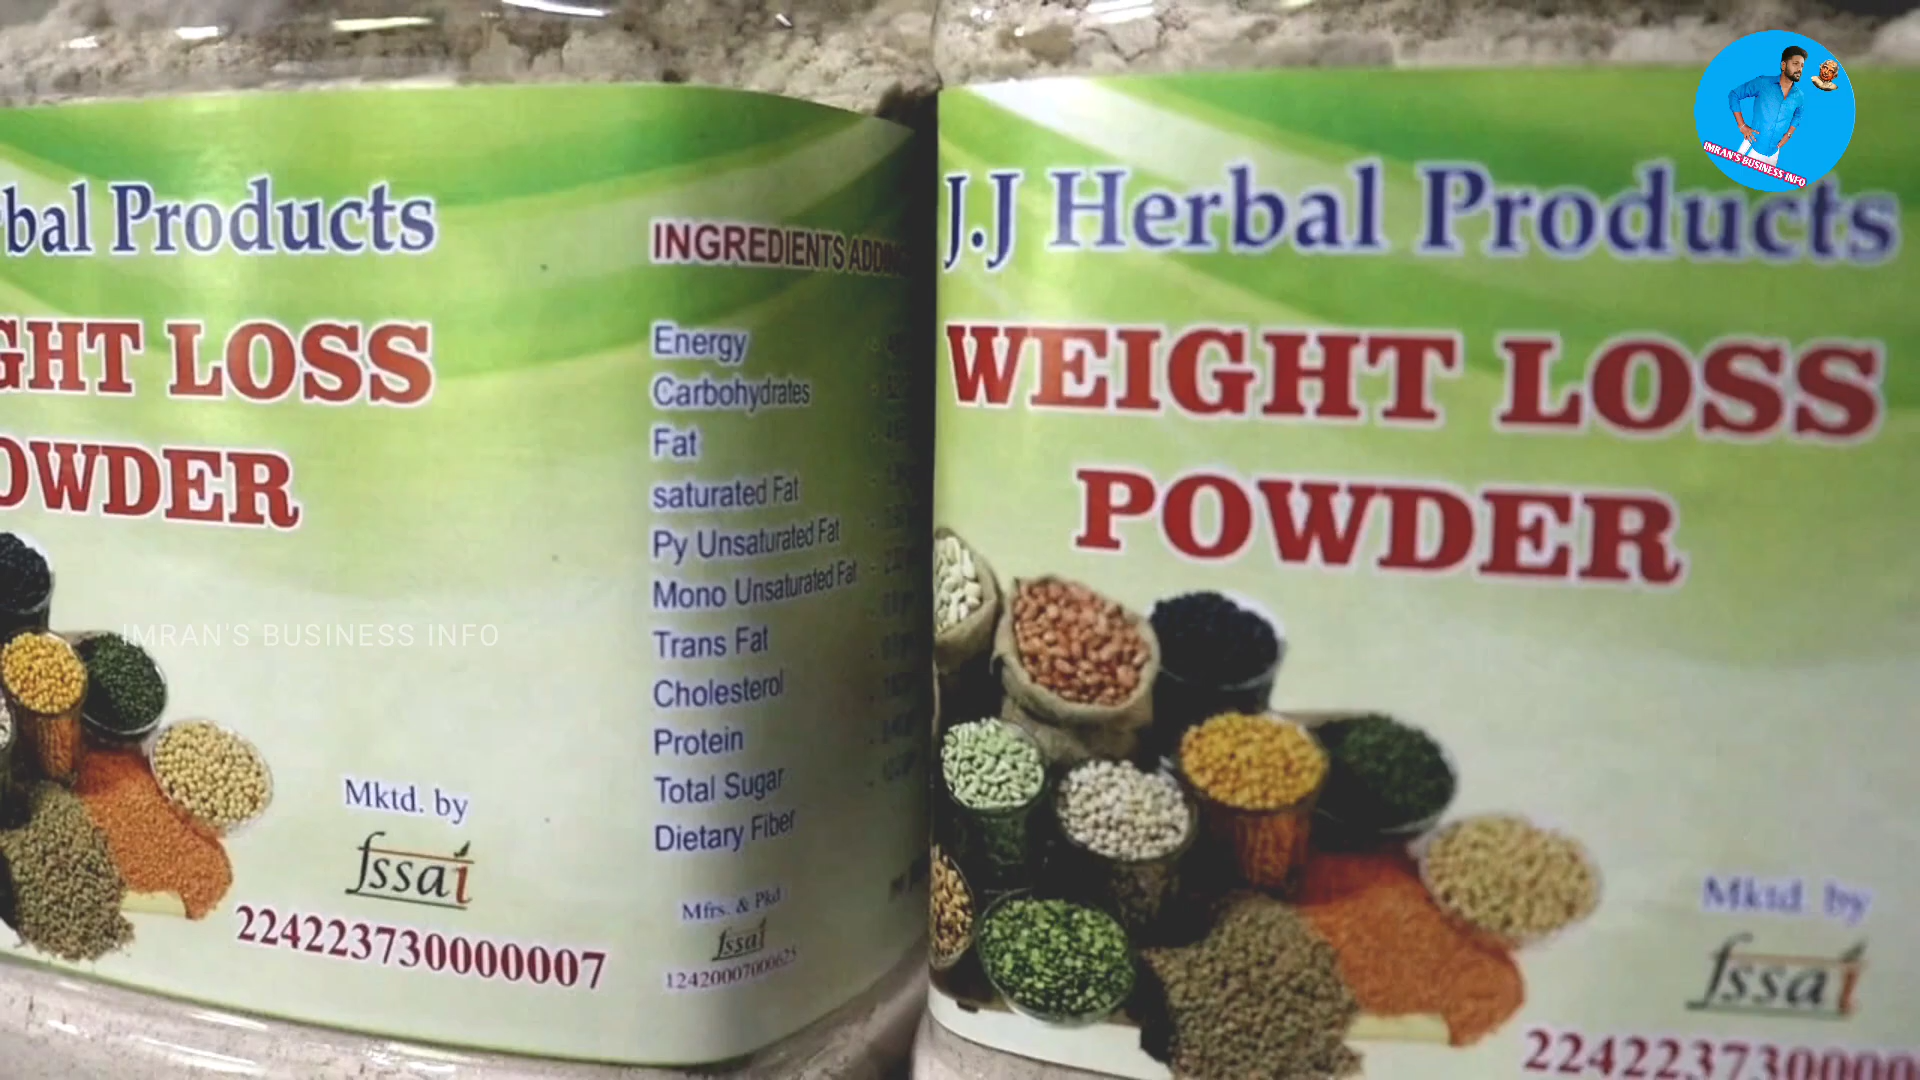 bal Products
GHT LOSS
OWDER
IMRAN'S BUSINESS INFO
Mktd. by
fssai
22422373000007
INGREDIENTS
Energy
Carbohydrates
Fat
saturated Fat
Py Unsaturated Fat
Mono Unsaturated Fat
Trans Fat
Cholesterol
Protein
Total Sugar
Dietary Fiber
Mfrs. & Pkd
fssai
12420007000625
J.J Herbal Products
WEIGHT LOSS
POWDER
Mktd by
fssai
224223730000
IMRAN'S BUSINESS INFO